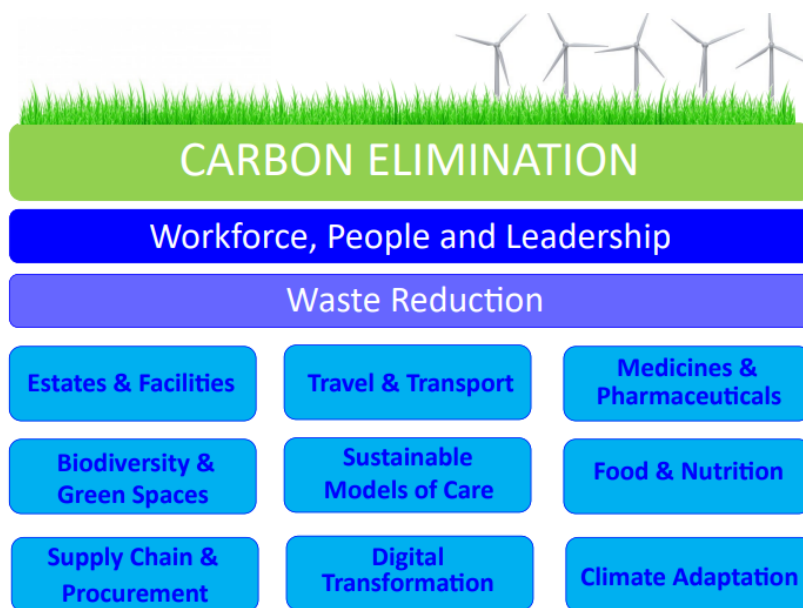 CARBON ELIMINATION
Workforce, People and Leadership
Waste Reduction
Estates & Facilities
Travel & Transport
Medicines &
Pharmaceuticals
Biodiversity &
Green Spaces
Sustainable
Models of Care
Food & Nutrition
Supply Chain &
Procurement
Digital
Transformation
Climate Adaptation